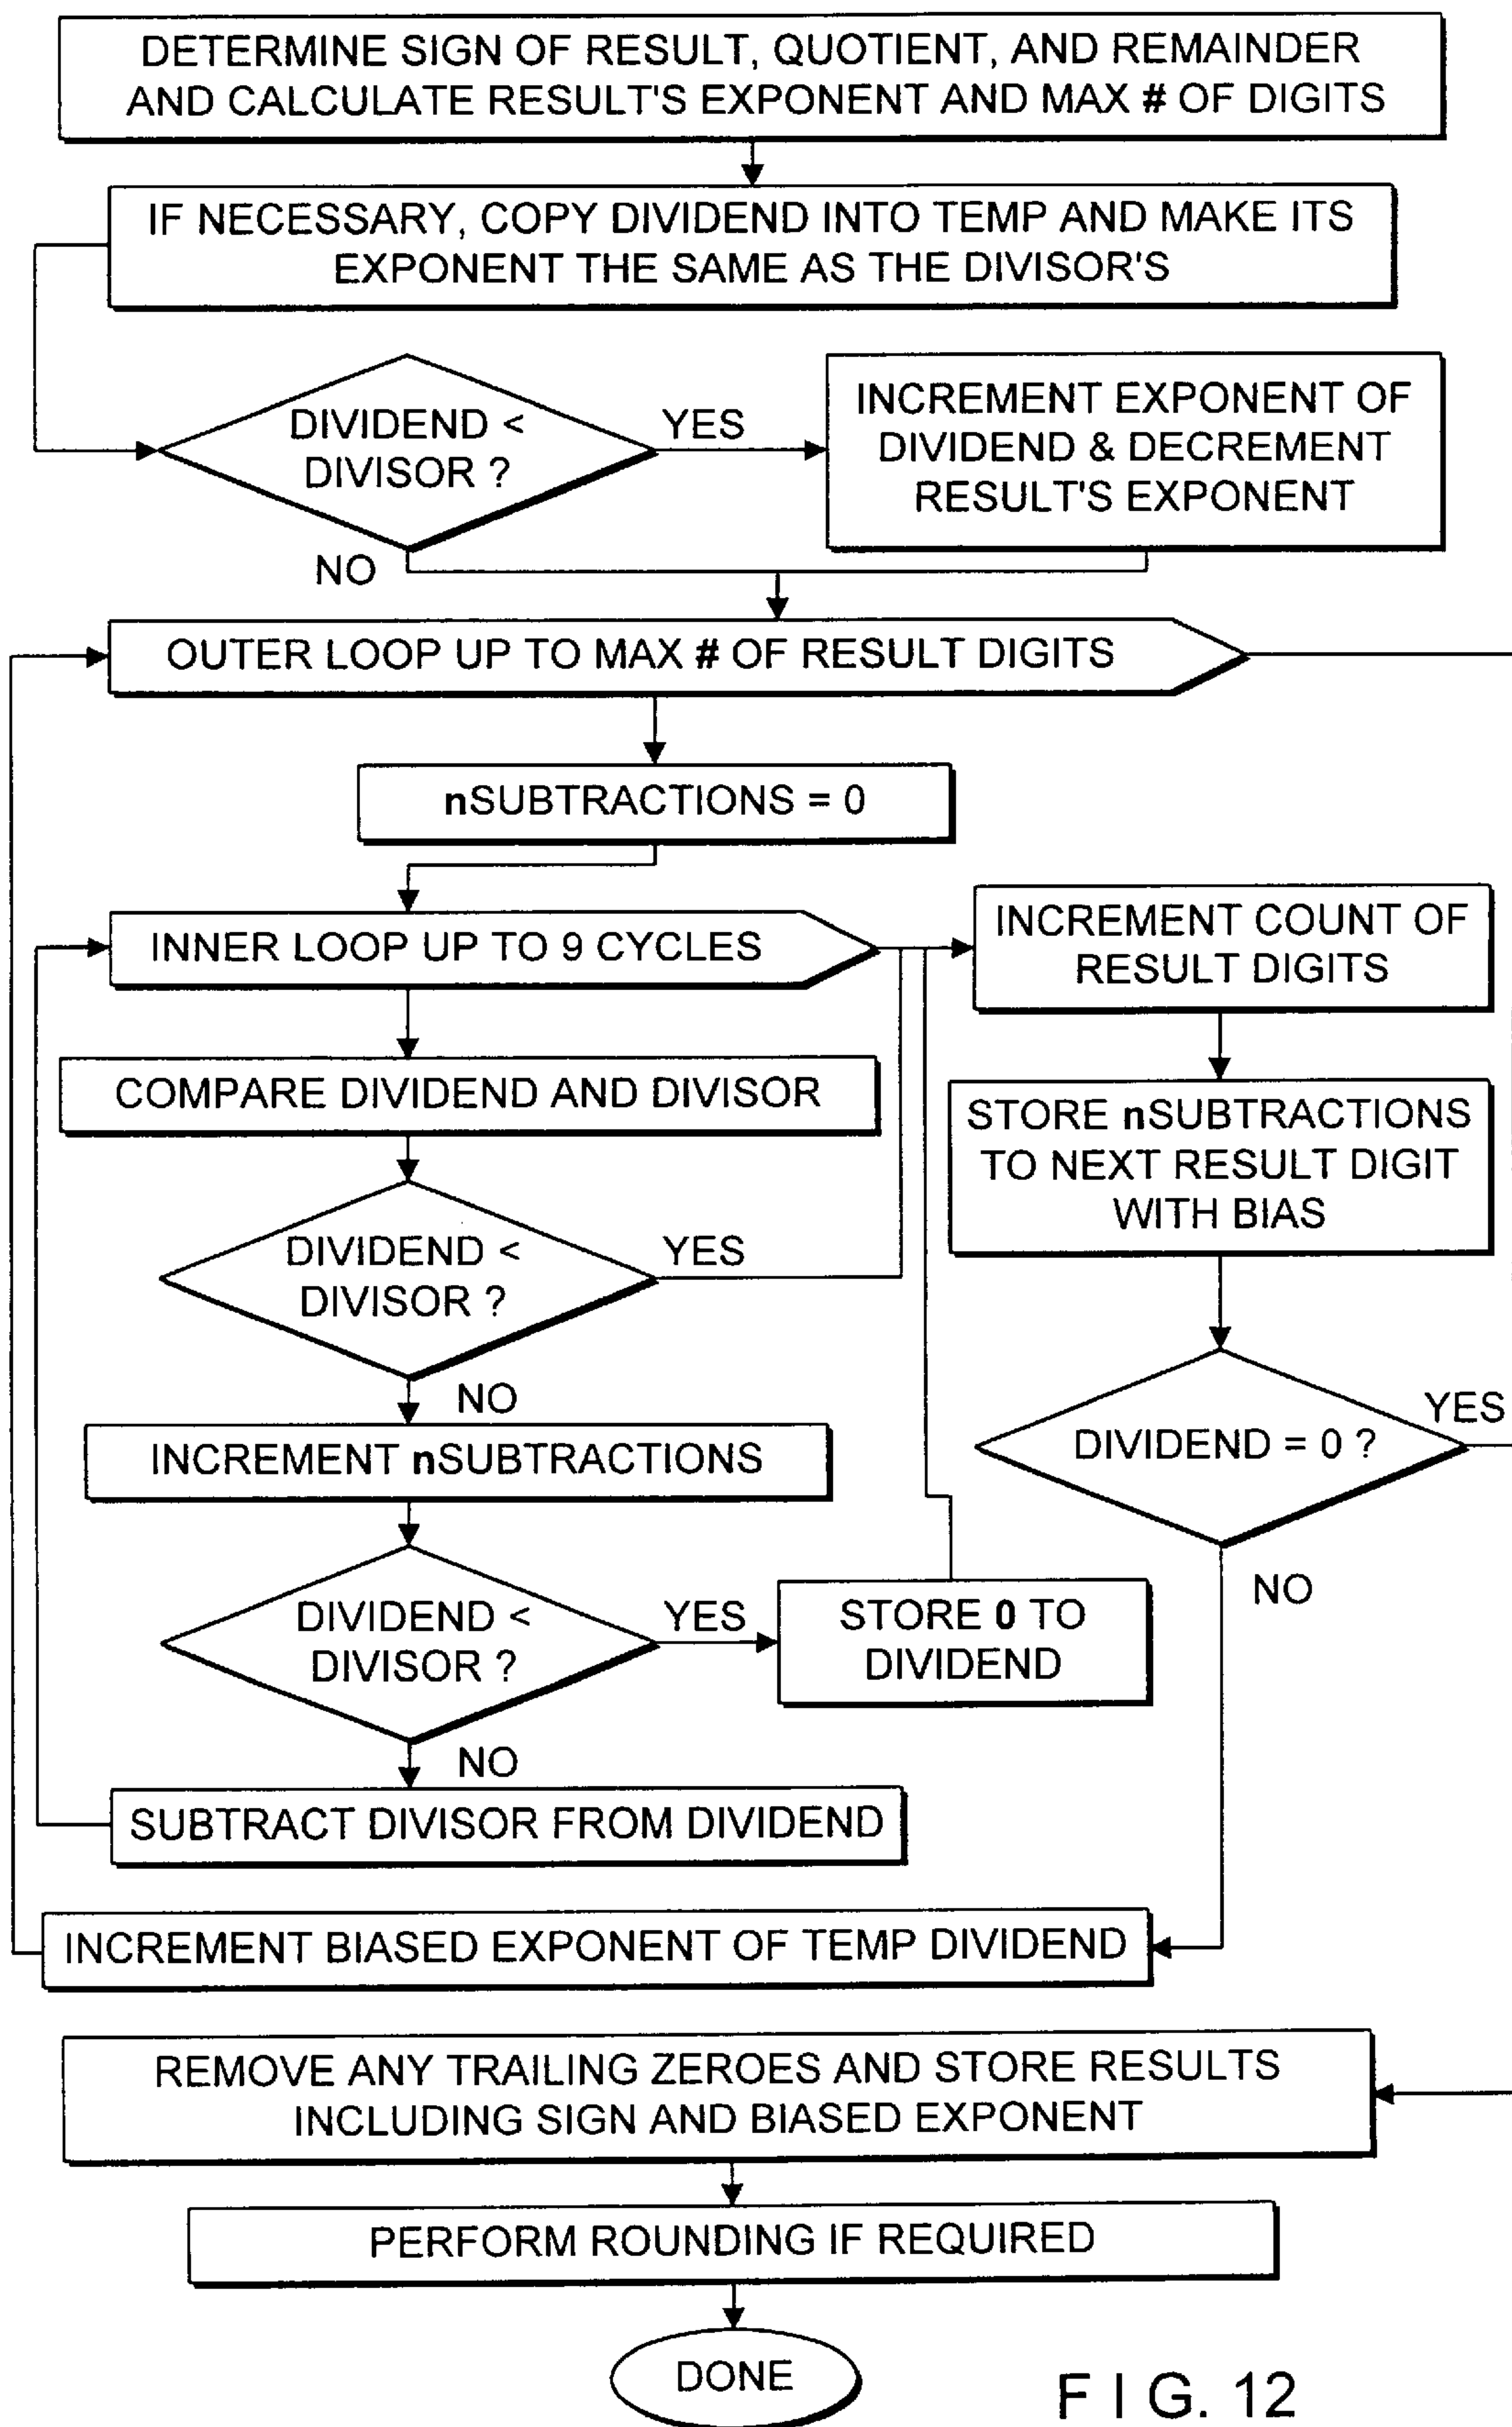 DETERMINE SIGN OF RESULT, QUOTIENT, AND REMAINDER
AND CALCULATE RESULT'S EXPONENT AND MAX # OF DIGITS
IF NECESSARY, COPY DIVIDEND INTO TEMP AND MAKE ITS
EXPONENT THE SAME AS THE DIVISOR'S
DIVIDEND <
DIVISOR ?
YES
INCREMENT EXPONENT OF
DIVIDEND & DECREMENT
RESULT'S EXPONENT
NO
OUTER LOOP UP TO MAX # OF RESULT DIGITS
nSUBTRACTIONS = 0
INNER LOOP UP TO 9 CYCLES
INCREMENT COUNT OF
RESULT DIGITS
COMPARE DIVIDEND AND DIVISOR
STORE nSUBTRACTIONS
TO NEXT RESULT DIGIT
WITH BIAS
DIVIDEND <
DIVISOR ?
YES
NO
DIVIDEND = 0 ?
YES
NO
INCREMENT nSUBTRACTIONS
DIVIDEND <
DIVISOR ?
YES
STORE 0 TO
DIVIDEND
NO
SUBTRACT DIVISOR FROM DIVIDEND
INCREMENT BIASED EXPONENT OF TEMP DIVIDEND
REMOVE ANY TRAILING ZEROES AND STORE RESULTS
INCLUDING SIGN AND BIASED EXPONENT
PERFORM ROUNDING IF REQUIRED
DONE
F I G. 12